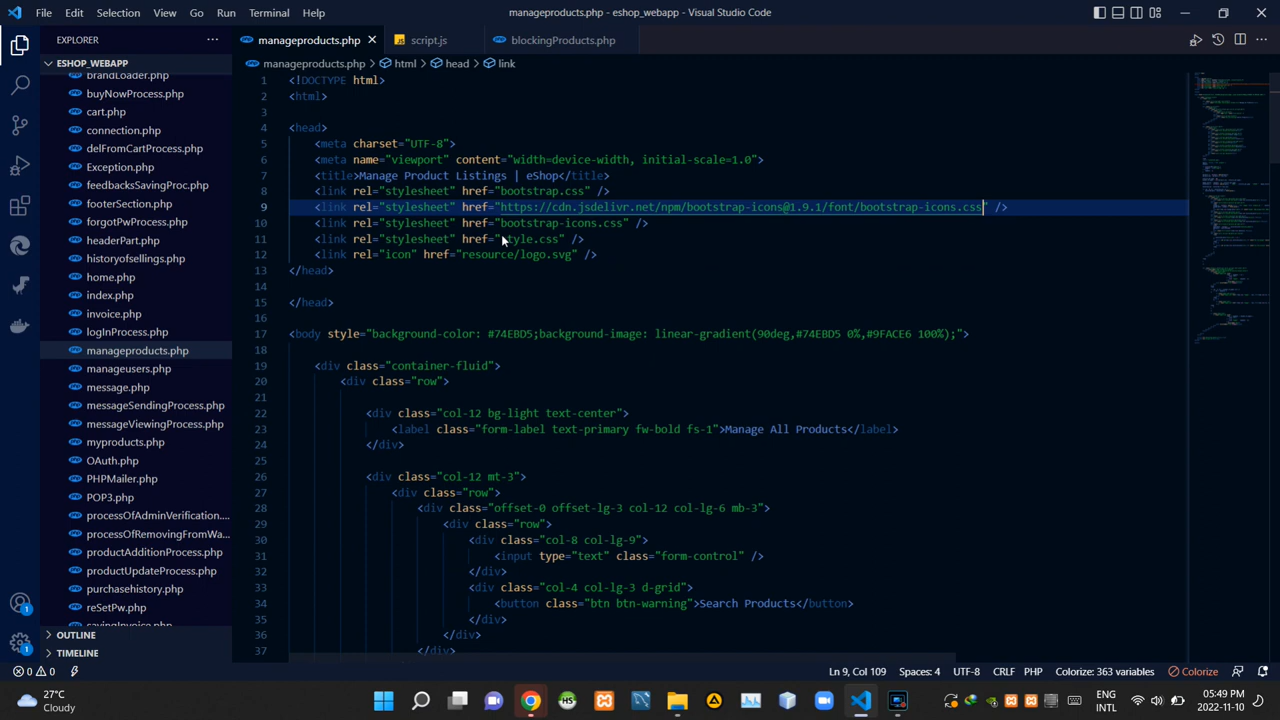 File Edit Selection View Go Run Terminal Help
manageproducts.php - eshop_webapp - Visual Studio Code
EXPLORER
manageproducts.php
script.js
blockingProducts.php
ESHOP_WEBAPP
manageproducts.php > html > head > link
brandLoader.php
buyNowProcess.php
cart.php
connection.php
delFromCartProcess.php
Exception.php
feedbacksSavingProc.php
footerSection.php
forgotPwProcess.php
headerPart.php
historyofsellings.php
home.php
index.php
invoice.php
logInProcess.php
manageproducts.php
manageusers.php
message.php
messageSendingProcess.php
messageViewingProcess.php
myproducts.php
OAuth.php
PHPMailer.php
POP3.php
processOfAdminVerification....
processOfRemovingFromWa...
productAdditionProcess.php
productUpdateProcess.php
purchasehistory.php
reSetPw.php
savingInvoice.php
OUTLINE
TIMELINE
1 <!DOCTYPE html>
2 <html>
3
4 <head>
5 <meta charset="UTF-8">
6 <meta name="viewport" content="width=device-width, initial-scale=1.0">
7 <title>Manage Product Listings | eShop</title>
8 <link rel="stylesheet" href="bootstrap.css" />
9 <link rel="stylesheet" href="https://cdn.jsdelivr.net/npm/bootstrap-icons@1.9.1/font/bootstrap-icons.css" />
10 <link rel="stylesheet" href="bootstrap-icons.css" />
11 <link rel="stylesheet" href="style.css" />
12 <link rel="icon" href="resource/logo.svg" />
13 </head>
14
15 </head>
16
17 <body style="background-color: #74EBD5;background-image: linear-gradient(90deg,#74EBD5 0%,#9FACE6 100%);">
18
19 <div class="container-fluid">
20 <div class="row">
21
22 <div class="col-12 bg-light text-center">
23 <label class="form-label text-primary fw-bold fs-1">Manage All Products</label>
24 </div>
25
26 <div class="col-12 mt-3">
27 <div class="row">
28 <div class="offset-0 offset-lg-3 col-12 col-lg-6 mb-3">
29 <div class="row">
30 <div class="col-8 col-lg-9">
31 <input type="text" class="form-control" />
32 </div>
33 <div class="col-4 col-lg-3 d-grid">
34 <button class="btn btn-warning">Search Products</button>
35 </div>
36 </div>
37 </div>
0 0
Ln 9, Col 109 Spaces: 4 UTF-8 CRLF PHP Colorize: 363 variables Colorize
1
1
27°C
Cloudy
ENG
INTL
05:49 PM
2022-11-10